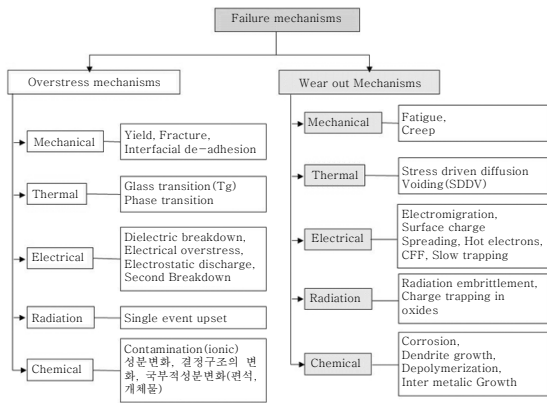 Failure mechanisms
Overstress mechanisms
Mechanical
Yield, Fracture,
Interfacial de-adhesion
Thermal
Glass transition(Tg)
Phase transition
Electrical
Dielectric breakdown,
Electrical overstress,
Electrostatic discharge,
Second Breakdown
Radiation
Single event upset
Chemical
Contamination(ionic)
성분변화, 결정구조의 변
화, 국부적성분변화(편석,
개체물)
Wear out Mechanisms
Mechanical
Fatigue,
Creep
Thermal
Stress driven diffusion
Voiding(SDDV)
Electrical
Electromigration,
Surface charge
Spreading, Hot electrons,
CFF, Slow trapping
Radiation
Radiation embrittlement,
Charge trapping in
oxides
Chemical
Corrosion,
Dendrite growth,
Depolymerization,
Inter metalic Growth